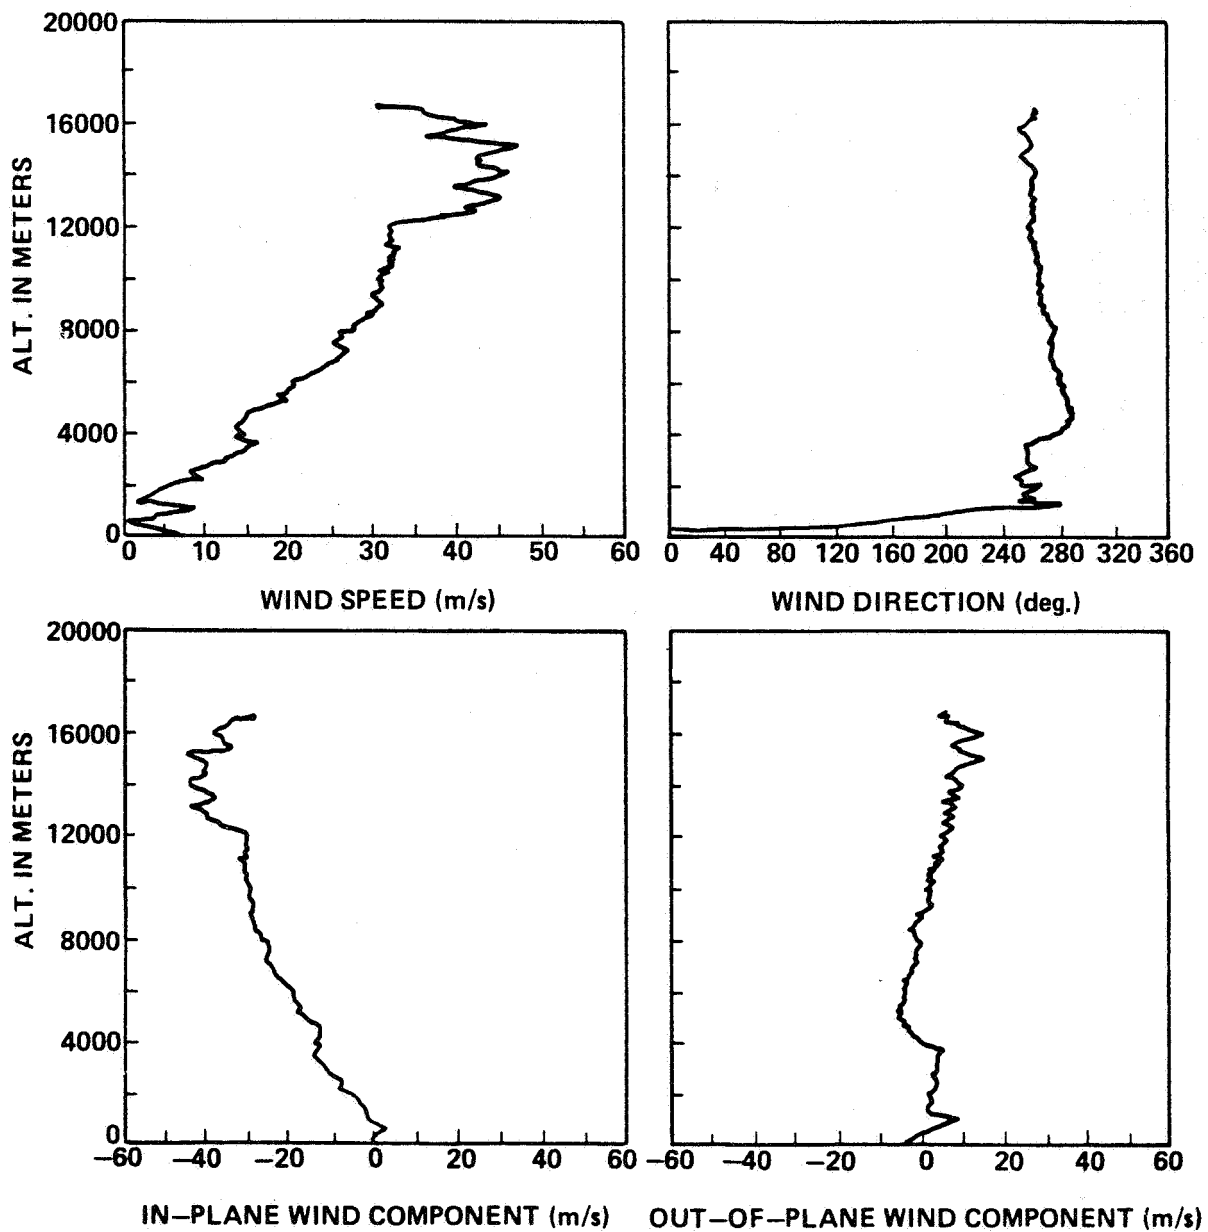 20000
16000
12000
8000
4000
0
ALT. IN METERS
0 10 20 30 40 50 60
WIND SPEED (m/s)
0 40 80 120 160 200 240 280 320 360
WIND DIRECTION (deg.)
20000
16000
12000
8000
4000
0
ALT. IN METERS
−60 −40 −20 0 20 40 60
IN–PLANE WIND COMPONENT (m/s)
−60 −40 −20 0 20 40 60
OUT–OF–PLANE WIND COMPONENT (m/s)